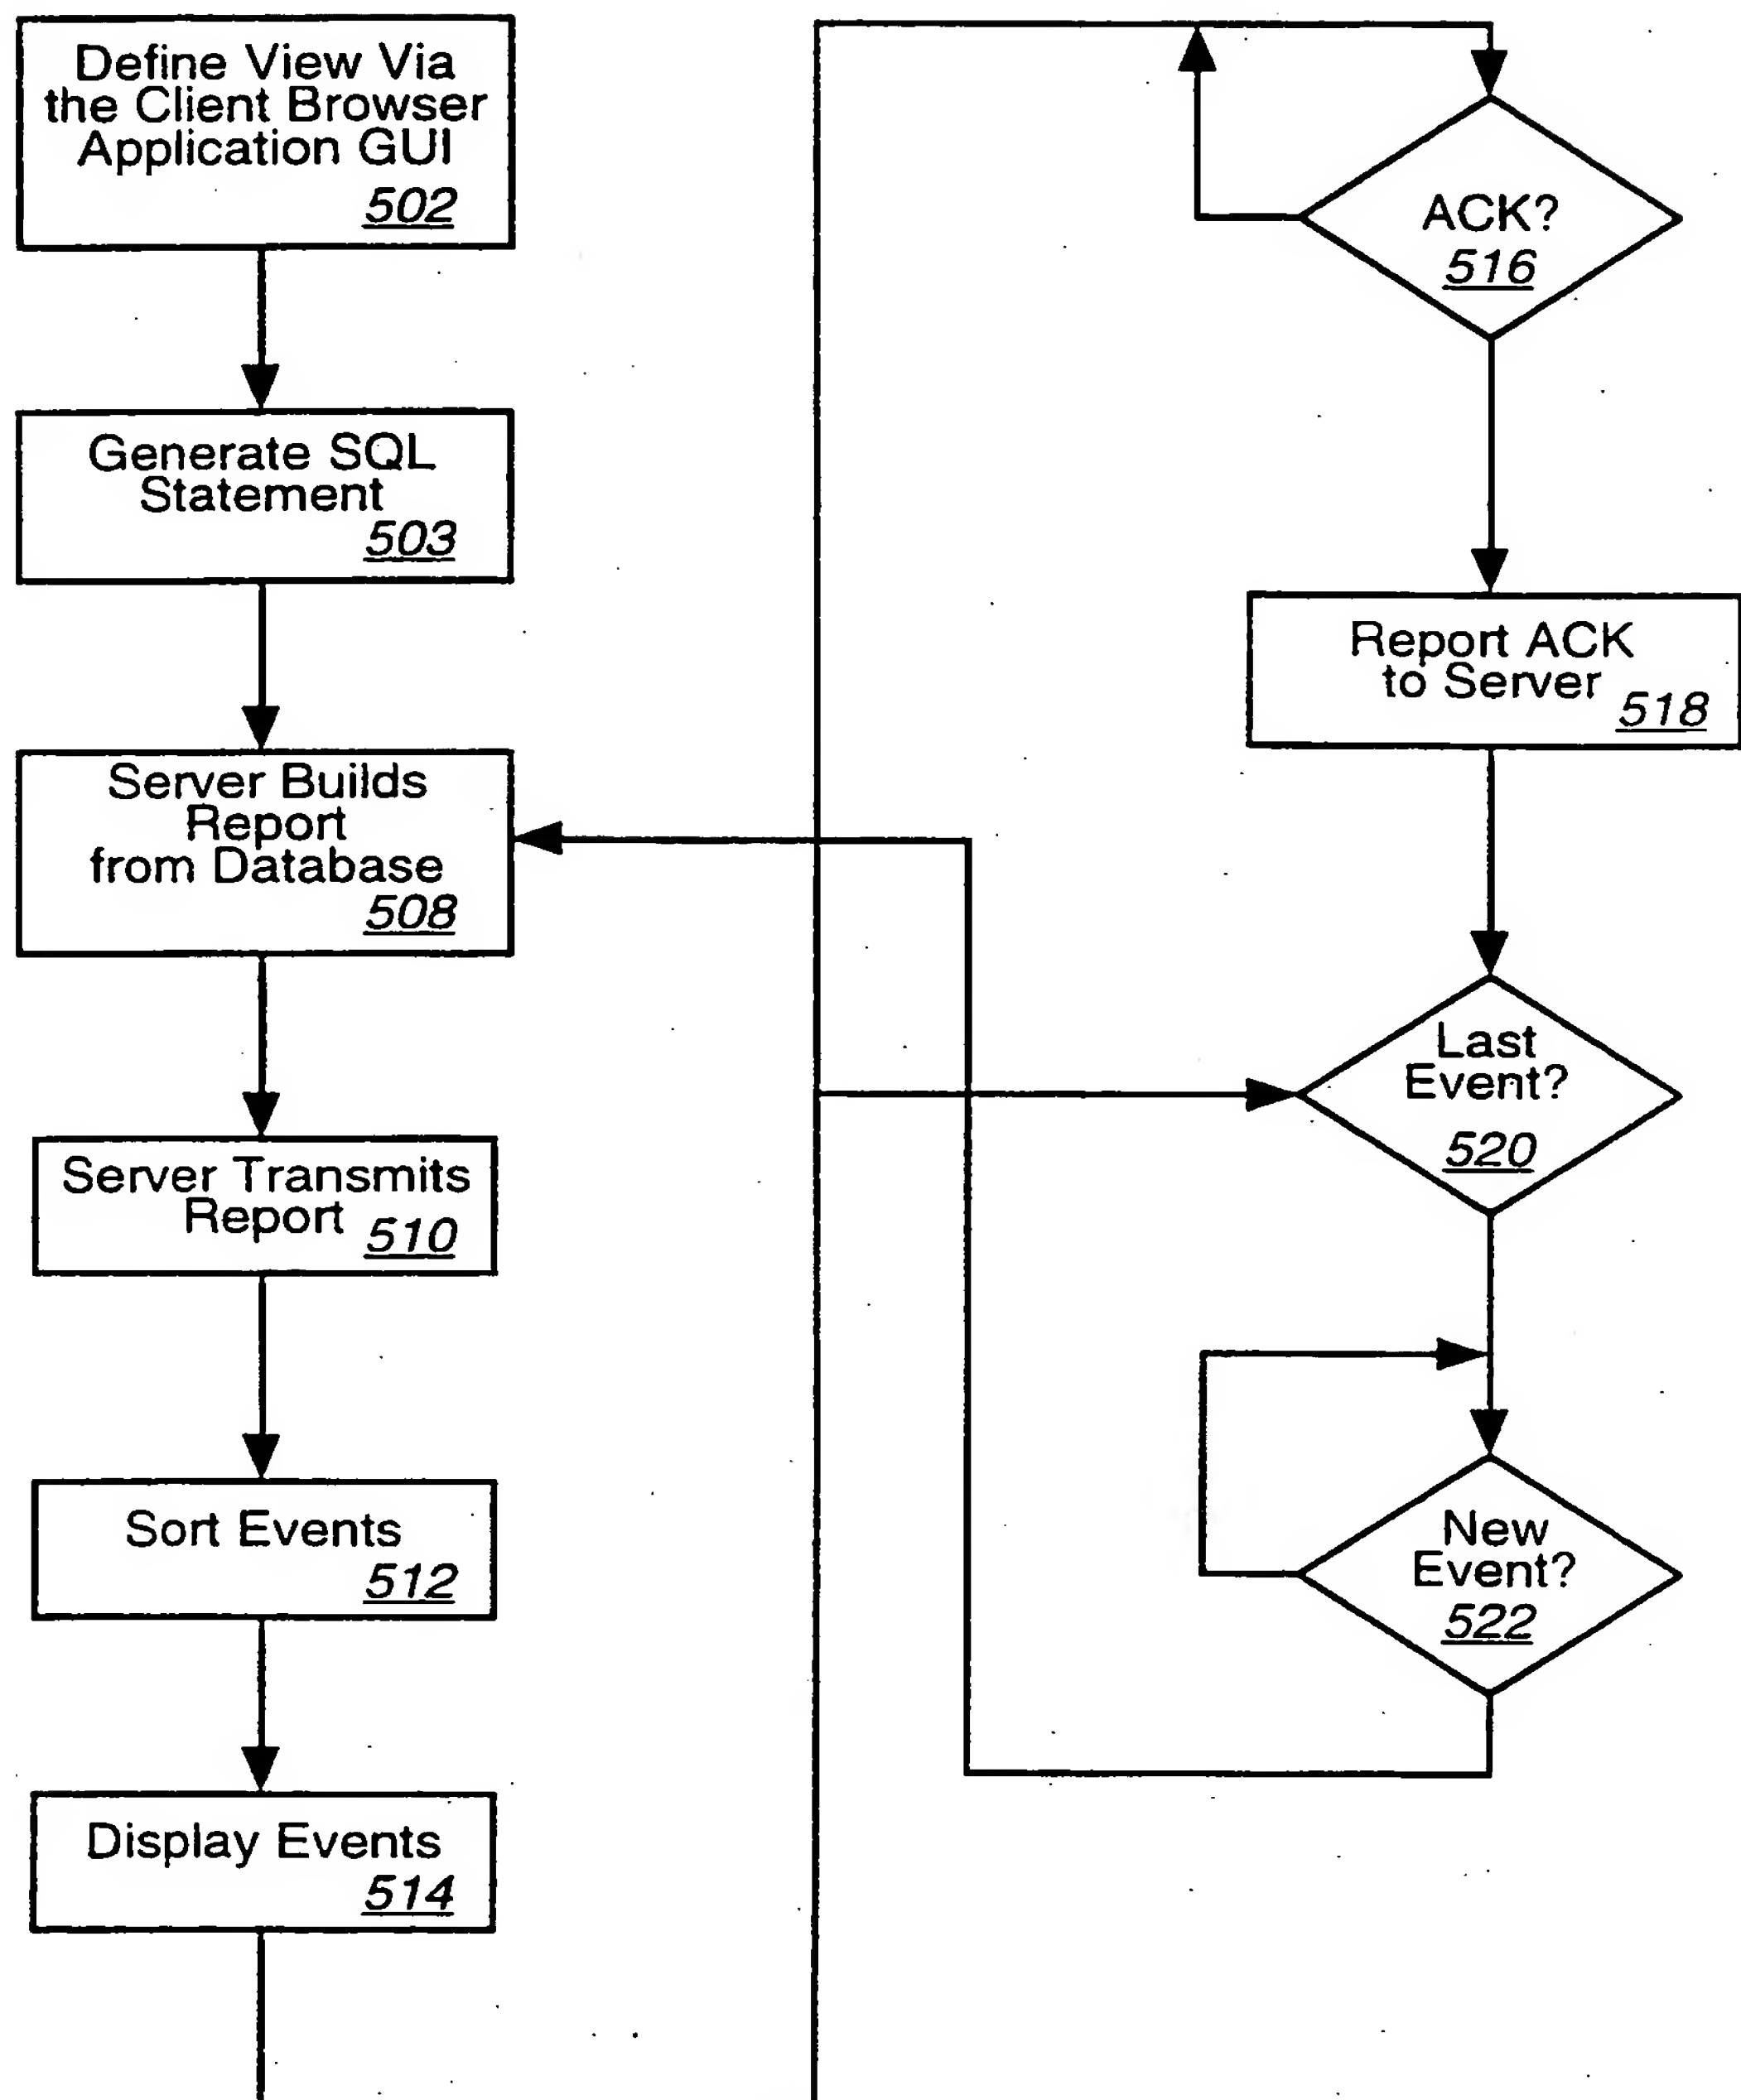 Define View Via
the Client Browser
Application GUI
502
Generate SQL
Statement
503
Server Builds
Report
from Database
508
Server Transmits
Report
510
Sort Events
512
Display Events
514
ACK?
516
Report ACK
to Server
518
Last
Event?
520
New
Event?
522